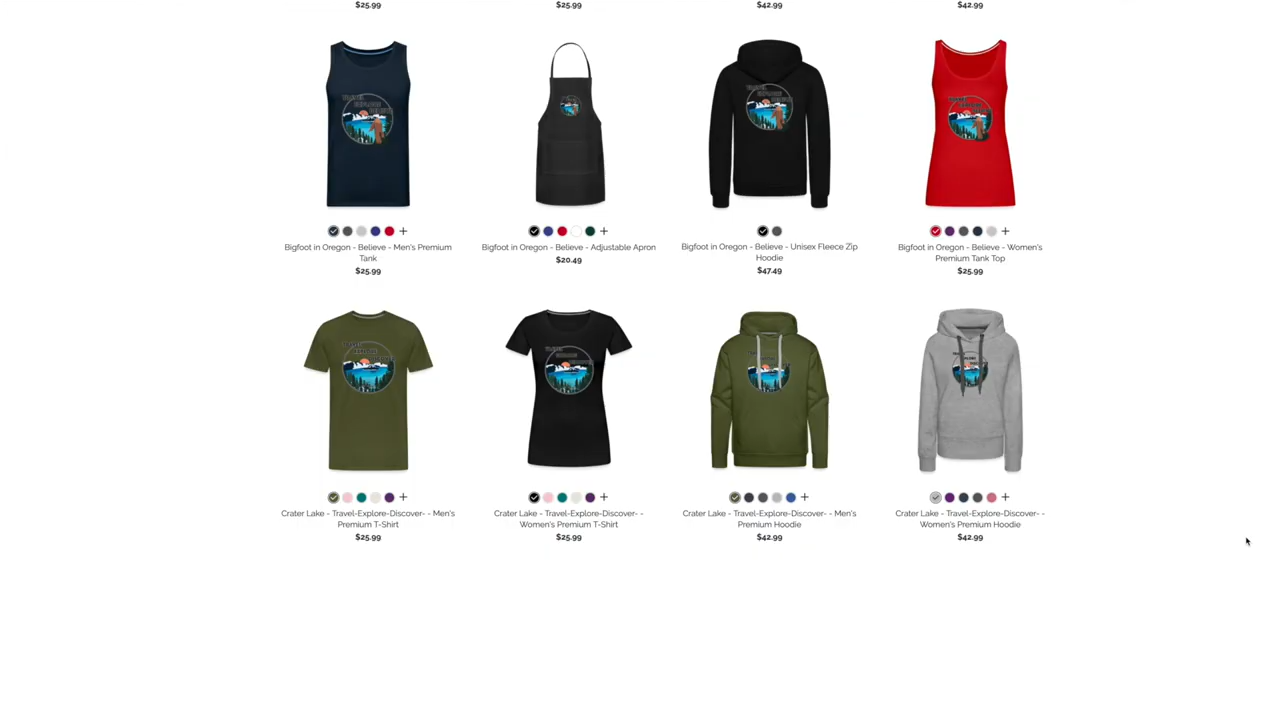 $25.99 $25.99 $42.99 $42.99
Bigfoot in Oregon - Believe - Men's Premium
Tank
$25.99
Bigfoot in Oregon - Believe - Adjustable Apron
$20.49
Bigfoot in Oregon - Believe - Unisex Fleece Zip
Hoodie
$47.49
Bigfoot in Oregon - Believe - Women's
Premium Tank Top
$25.99
Crater Lake - Travel-Explore-Discover- - Men's
Premium T-Shirt
$25.99
Crater Lake - Travel-Explore-Discover- -
Women's Premium T-Shirt
$25.99
Crater Lake - Travel-Explore-Discover- - Men's
Premium Hoodie
$42.99
Crater Lake - Travel-Explore-Discover- -
Women's Premium Hoodie
$42.99